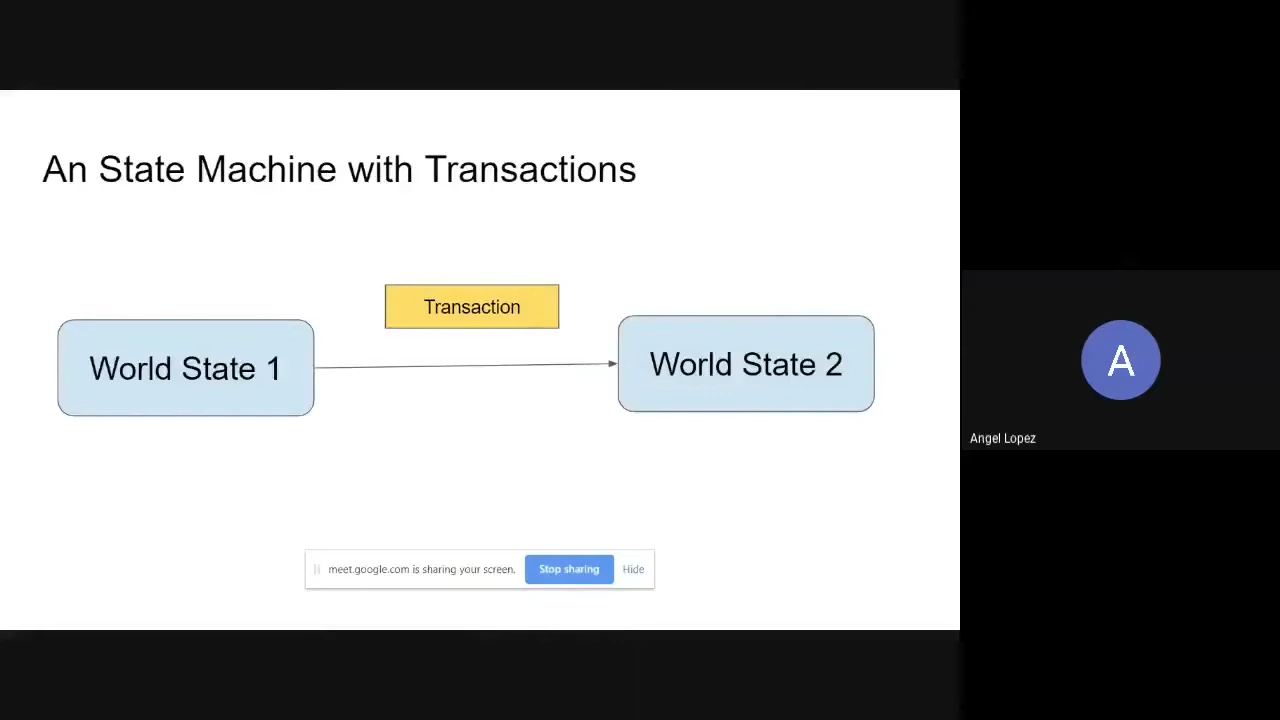 An State Machine with Transactions
Transaction
World State 1
World State 2
meet.google.com is sharing your screen.
Stop sharing
Hide
A
Angel Lopez